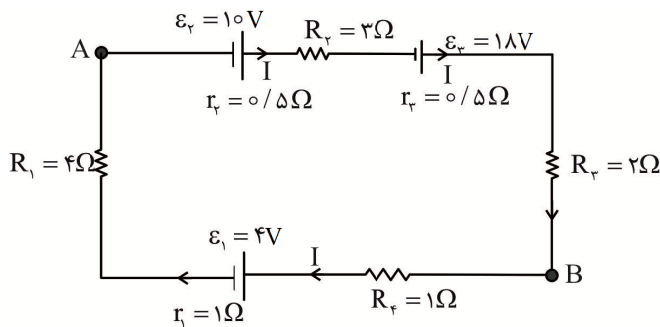 ε₂ = ۱۰V
R₂ = ۳Ω
ε₃ = ۱۸V
A
I
I
r₂ = ۰/۵Ω
r₃ = ۰/۵Ω
R₁ = ۴Ω
R₃ = ۲Ω
ε₁ = ۴V
I
B
r₁ = ۱Ω
R₄ = ۱Ω